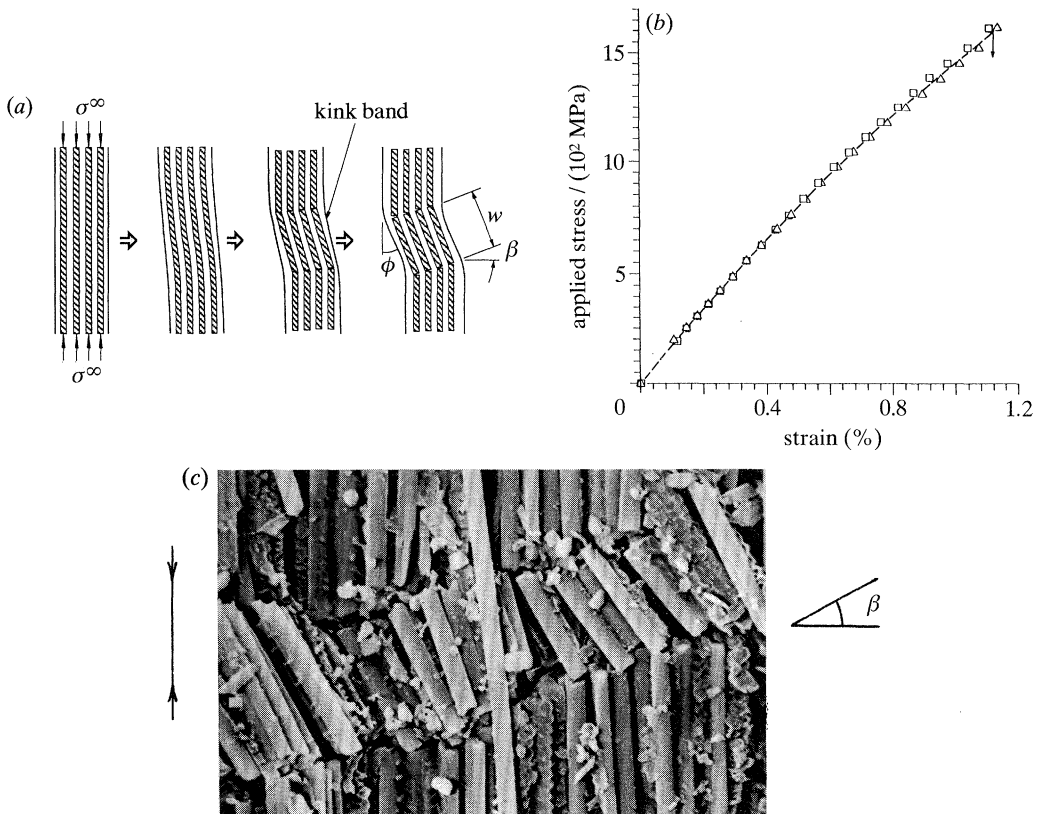 (a)
σ∞
σ∞
kink band
w
β
ϕ
(b)
applied stress / (10² MPa)
15
10
5
0
0.4
0.8
1.2
strain (%)
(c)
β